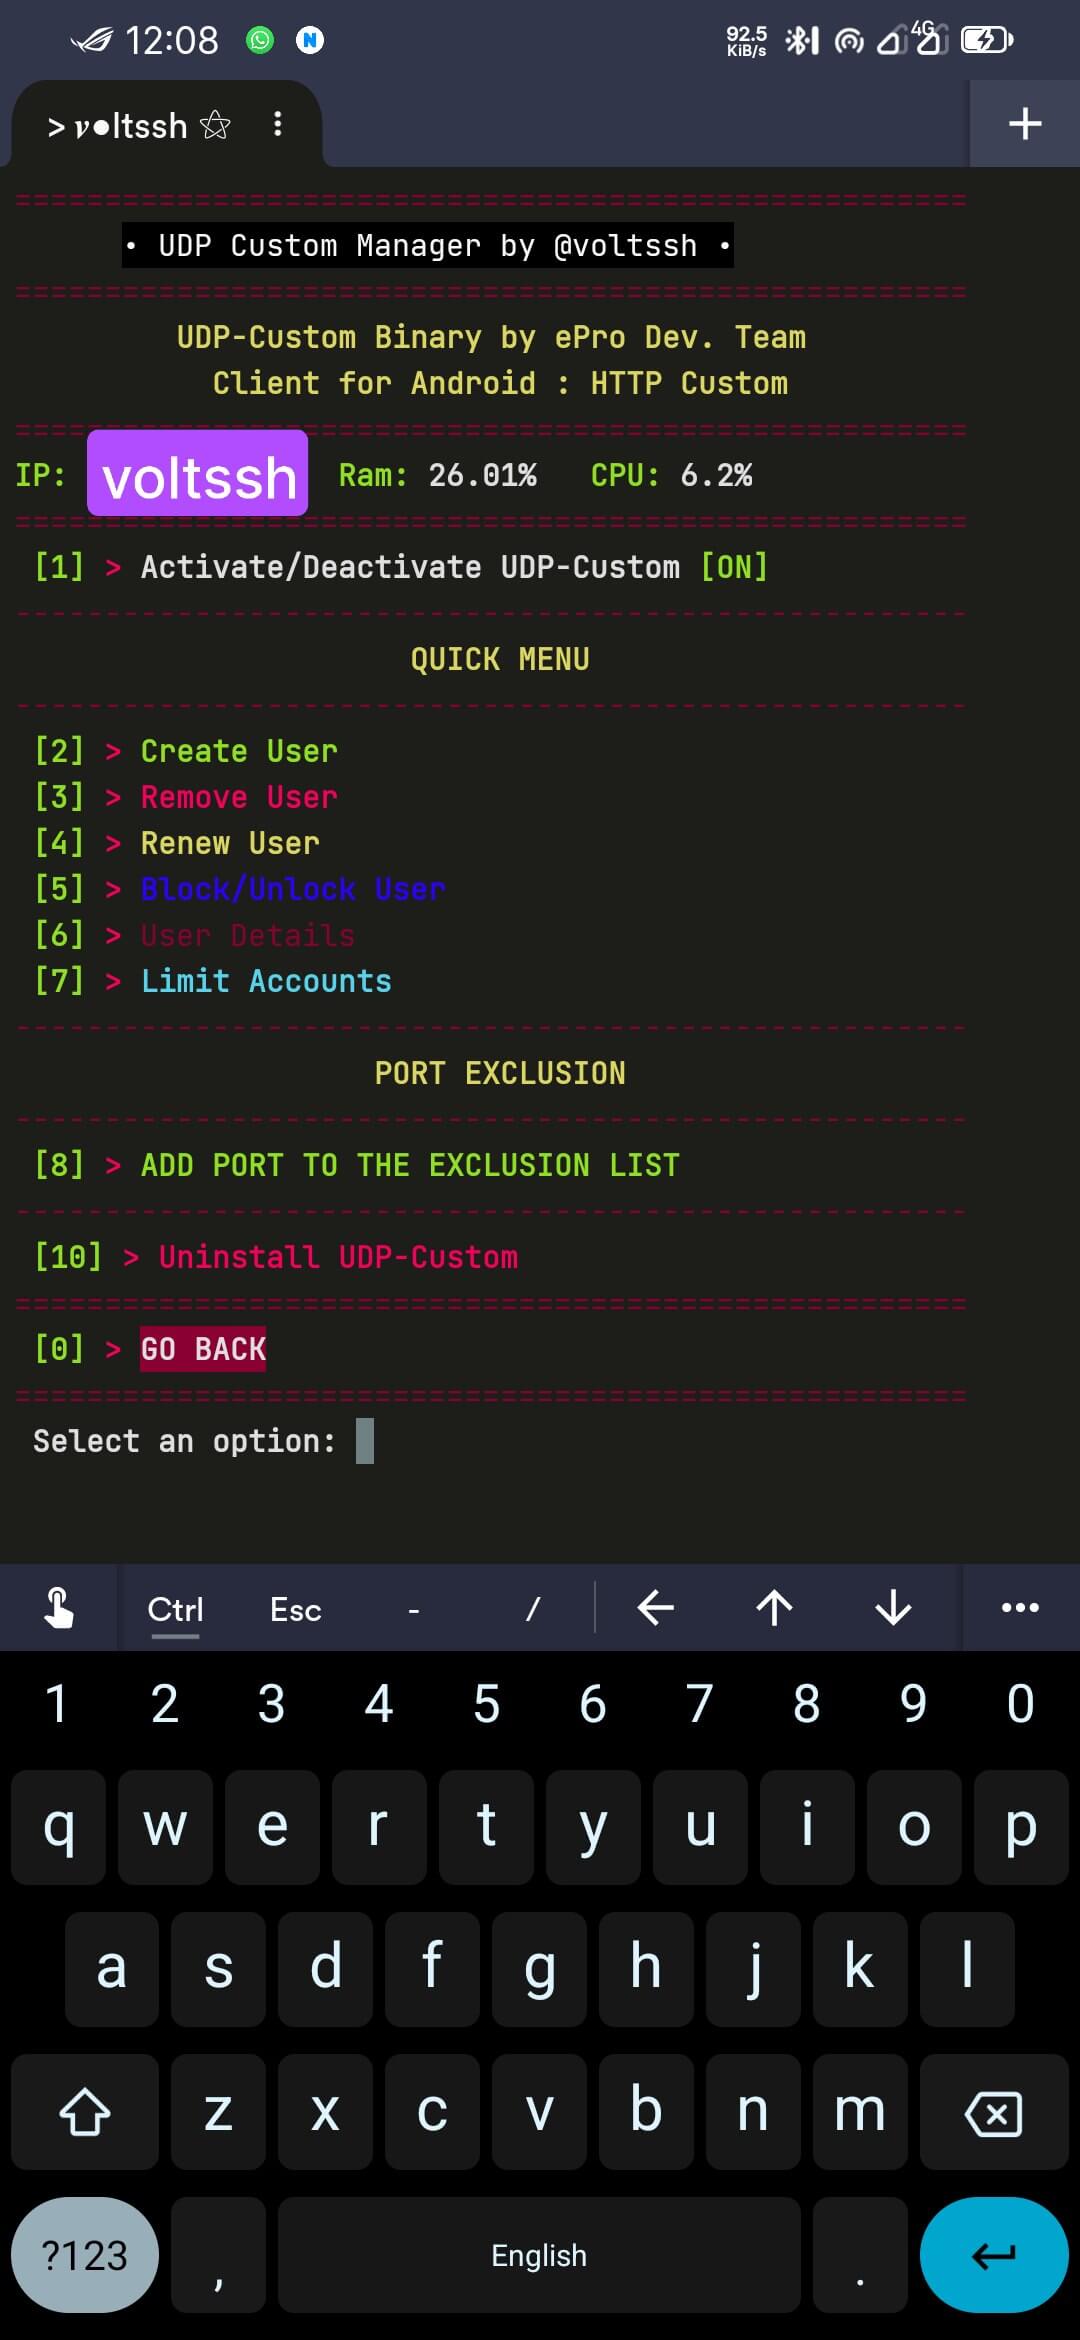 12:08 N 92.5 KiB/s 4G
> 𝒗●ltssh ☆ ⋮ +
=====================================================
• UDP Custom Manager by @voltssh •
=====================================================
UDP-Custom Binary by ePro Dev. Team
Client for Android : HTTP Custom
=====================================================
IP: voltssh Ram: 26.01% CPU: 6.2%
=====================================================
[1] > Activate/Deactivate UDP-Custom [ON]
-----------------------------------------------------
QUICK MENU
-----------------------------------------------------
[2] > Create User
[3] > Remove User
[4] > Renew User
[5] > Block/Unlock User
[6] > User Details
[7] > Limit Accounts
-----------------------------------------------------
PORT EXCLUSION
-----------------------------------------------------
[8] > ADD PORT TO THE EXCLUSION LIST
-----------------------------------------------------
[10] > Uninstall UDP-Custom
=====================================================
[0] > GO BACK
=====================================================
Select an option:
Ctrl Esc - /
1 2 3 4 5 6 7 8 9 0
q w e r t y u i o p
a s d f g h j k l
z x c v b n m
?123 , English .